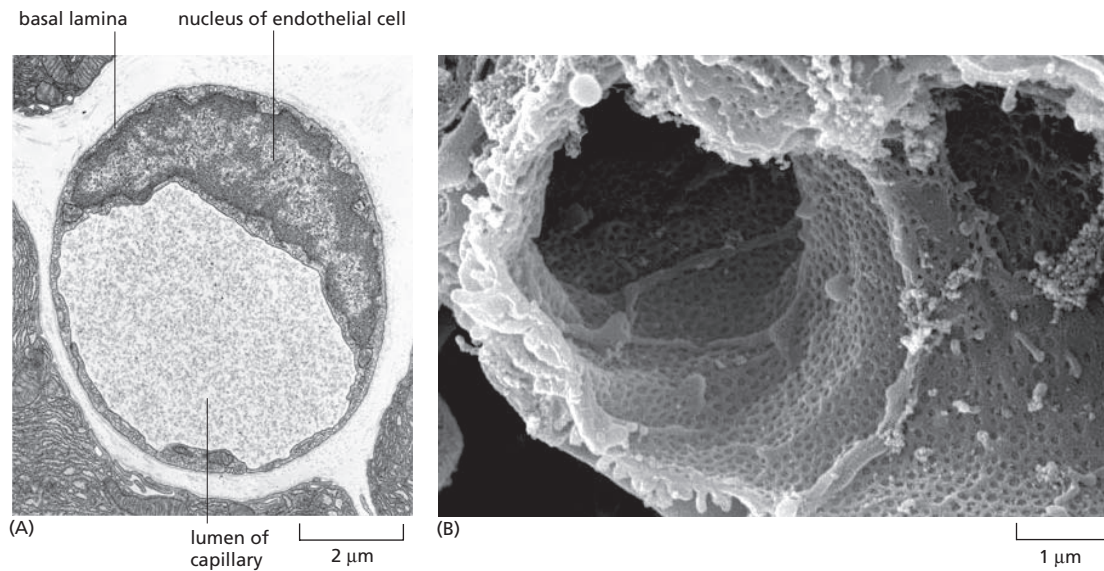 basal lamina
nucleus of endothelial cell
(A)
lumen of
capillary
2 μm
(B)
1 μm